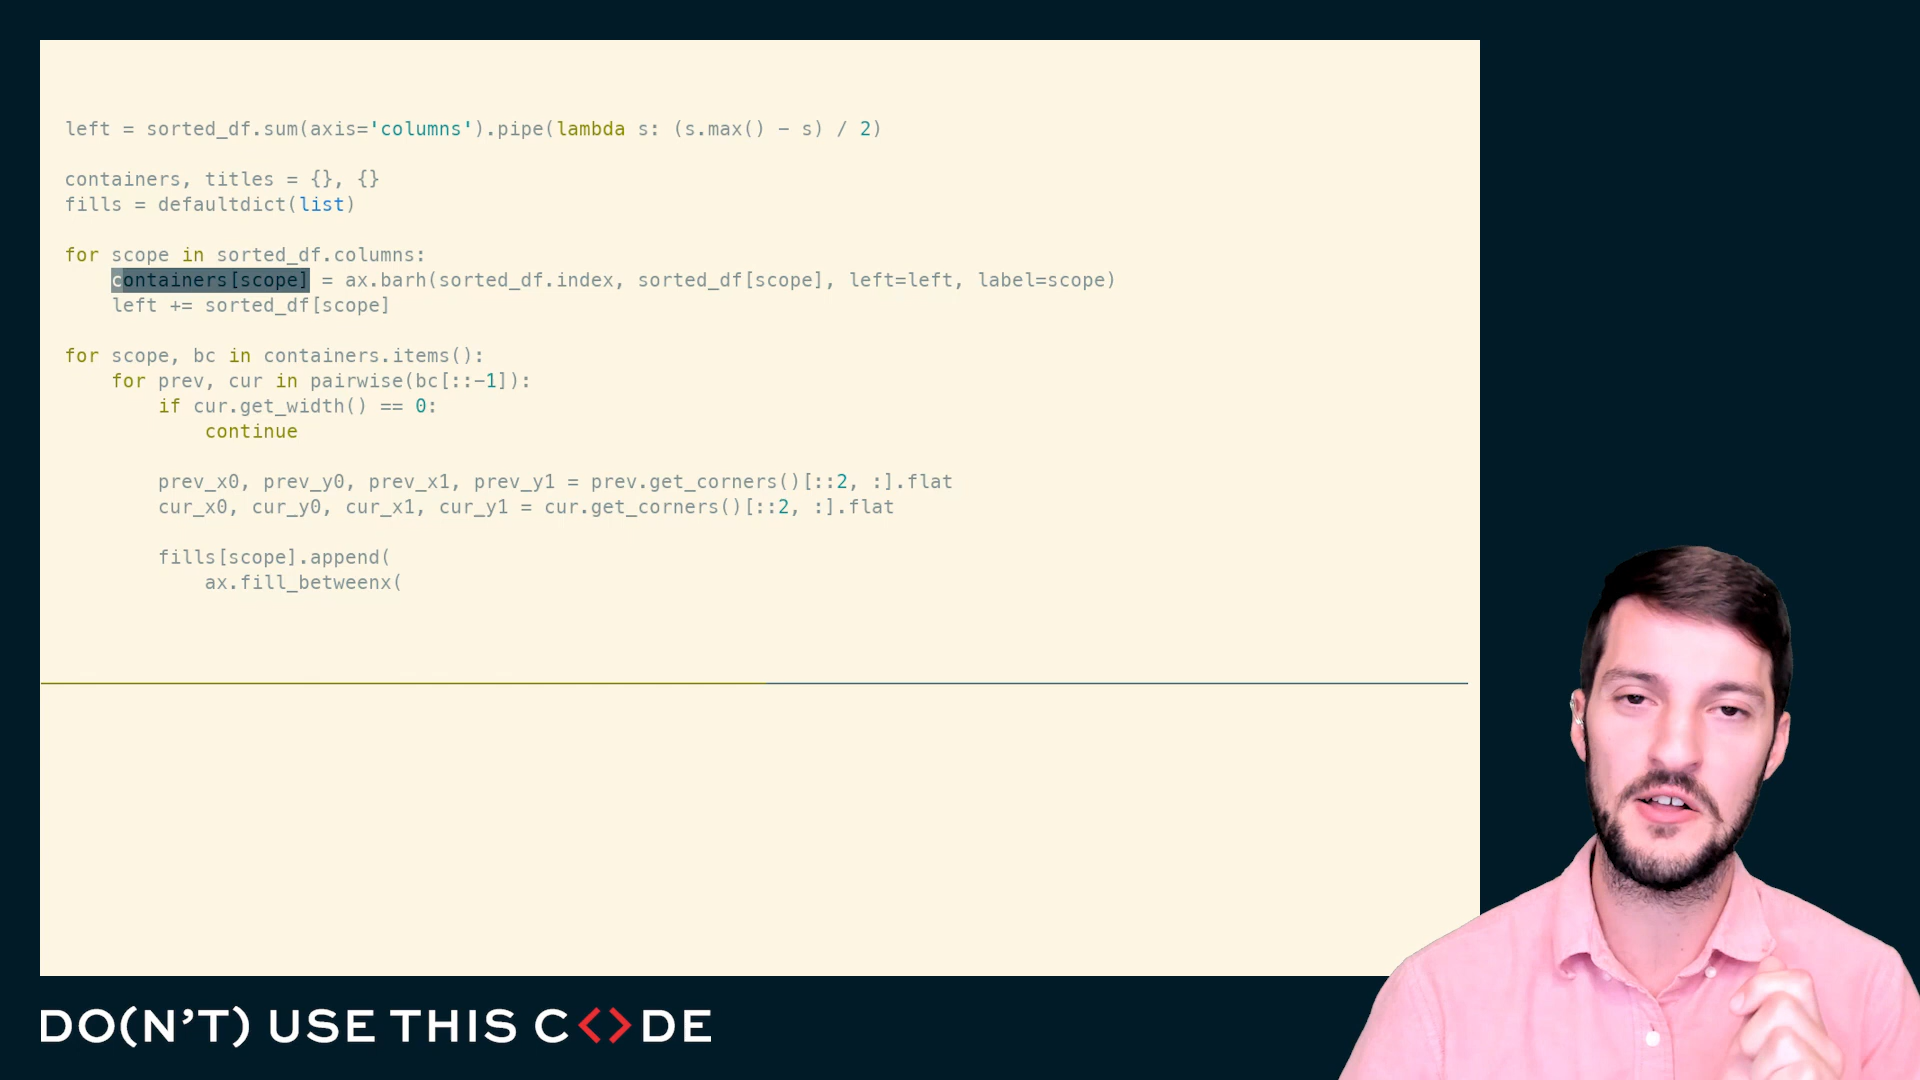 left = sorted_df.sum(axis='columns').pipe(lambda s: (s.max() - s) / 2)
containers, titles = {}, {}
fills = defaultdict(list)
for scope in sorted_df.columns:
    containers[scope] = ax.barh(sorted_df.index, sorted_df[scope], left=left, label=scope)
    left += sorted_df[scope]
for scope, bc in containers.items():
    for prev, cur in pairwise(bc[::-1]):
        if cur.get_width() == 0:
            continue
        prev_x0, prev_y0, prev_x1, prev_y1 = prev.get_corners()[::2, :].flat
        cur_x0, cur_y0, cur_x1, cur_y1 = cur.get_corners()[::2, :].flat
        fills[scope].append(
            ax.fill_betweenx(
DO(N'T) USE THIS C<>DE